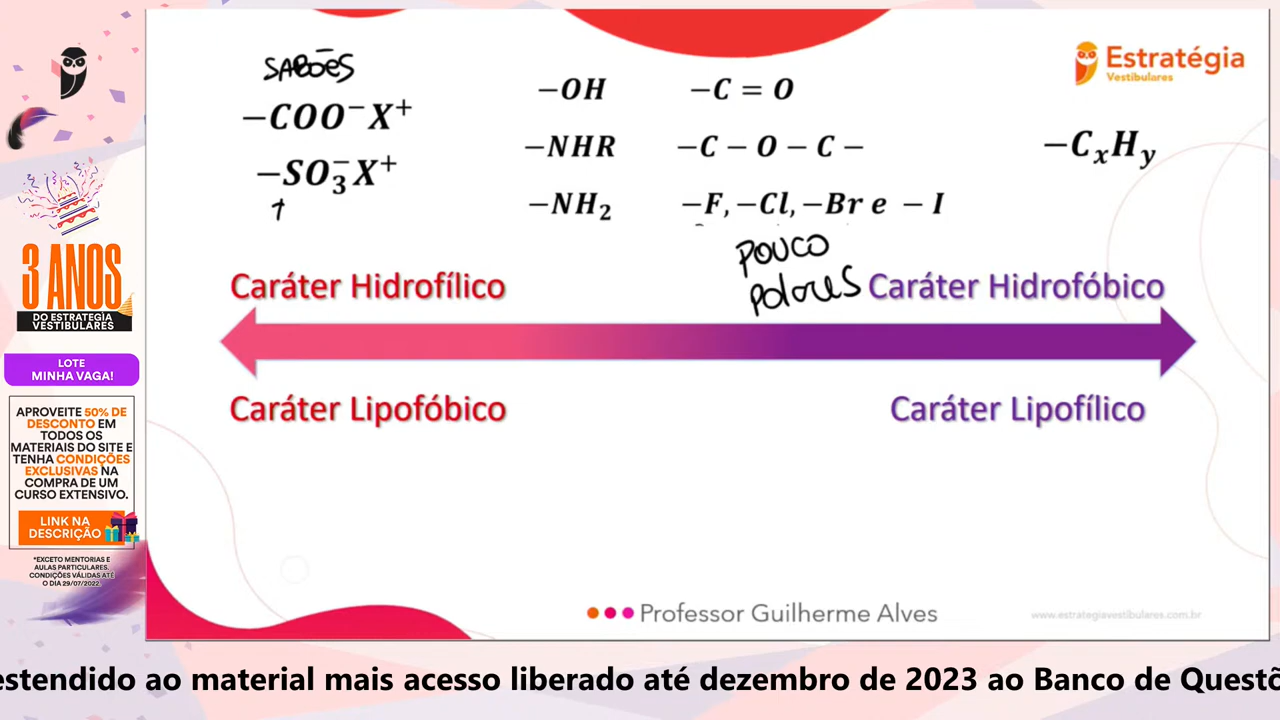 3 ANOS
DO ESTRATEGIA
VESTIBULARES
LOTE
MINHA VAGA!
APROVEITE 50% DE
DESCONTO EM
TODOS OS
MATERIAIS DO SITE E
TENHA CONDIÇÕES
EXCLUSIVAS NA
COMPRA DE UM
CURSO EXTENSIVO.
LINK NA
DESCRIÇÃO
*EXCETO MENTORIAS E
AULAS PARTICULARES.
CONDIÇÕES VÁLIDAS ATÉ
O DIA 29/07/2022.
Estratégia
Vestibulares
SABÕES
−COO⁻X⁺
−SO₃⁻X⁺
−OH
−NHR
−NH₂
−C = O
−C − O − C −
−F, −Cl, −Br e − I
POUCO
POLARES
−CₓHᵧ
Caráter Hidrofílico
Caráter Hidrofóbico
Caráter Lipofóbico
Caráter Lipofílico
Professor Guilherme Alves
www.estrategiavestibulares.com.br
estendido ao material mais acesso liberado até dezembro de 2023 ao Banco de Questõ